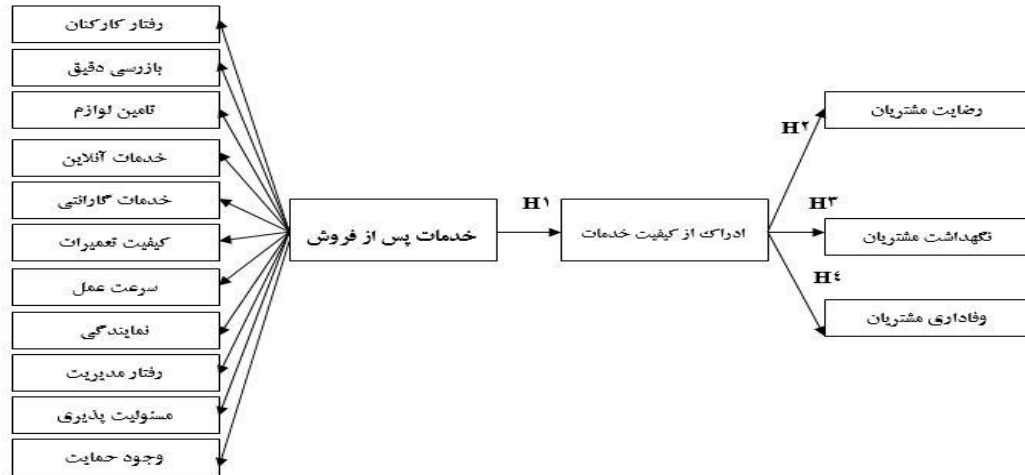 رفتار کارکنان
بازرسی دقیق
تامین لوازم
خدمات آنلاین
خدمات گارانتی
کیفیت تعمیرات
سرعت عمل
نمایندگی
رفتار مدیریت
مسئولیت پذیری
وجود حمایت
خدمات پس از فروش
H۱
ادراک از کیفیت خدمات
H۲
H۳
H٤
رضایت مشتریان
نگهداشت مشتریان
وفاداری مشتریان